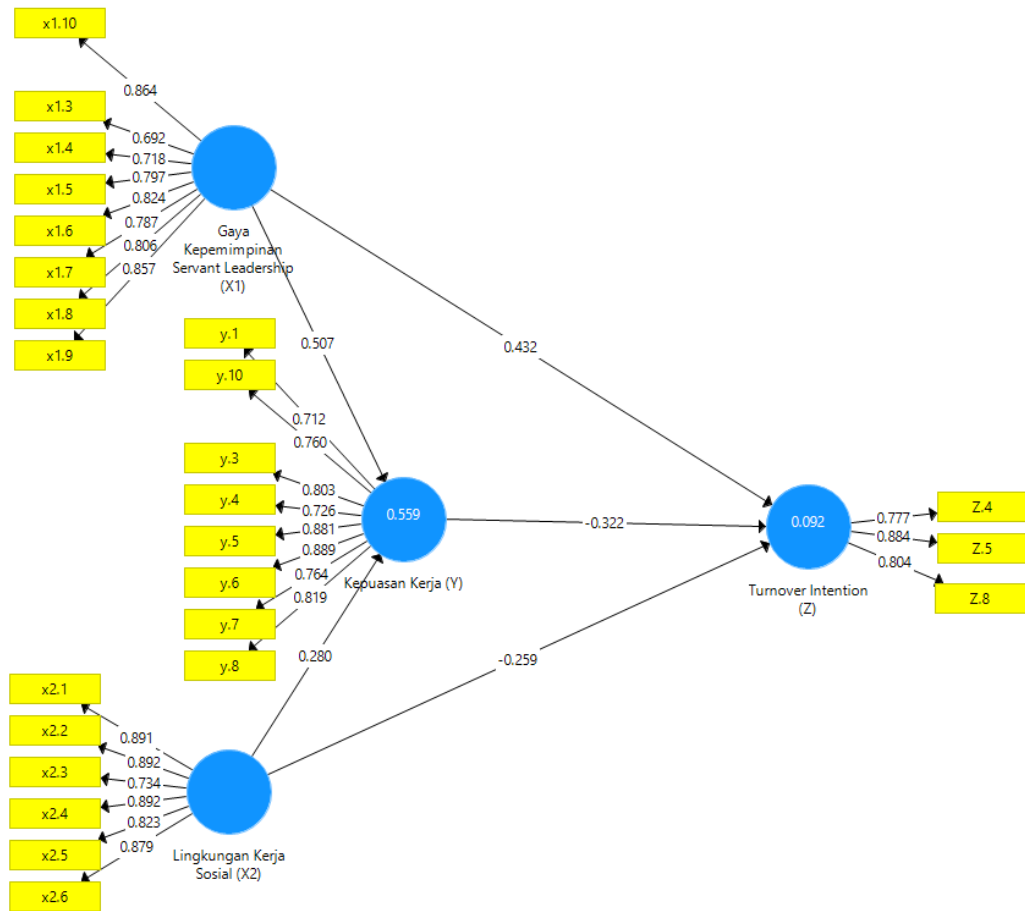 x1.10
0.864
x1.3
0.692
x1.4
0.718
x1.5
0.797
0.824
x1.6
0.787
0.806
x1.7
0.857
x1.8
x1.9
Gaya
Kepemimpinan
Servant Leadership
(X1)
0.507
0.432
y.1
y.10
0.712
0.760
y.3
0.803
y.4
0.726
y.5
0.881
0.889
y.6
0.764
0.819
y.7
y.8
0.559
Kepuasan Kerja (Y)
-0.322
0.280
-0.259
0.092
Turnover Intention
(Z)
0.777
Z.4
0.884
Z.5
0.804
Z.8
x2.1
0.891
x2.2
0.892
x2.3
0.734
0.892
x2.4
0.823
x2.5
0.879
x2.6
Lingkungan Kerja
Sosial (X2)